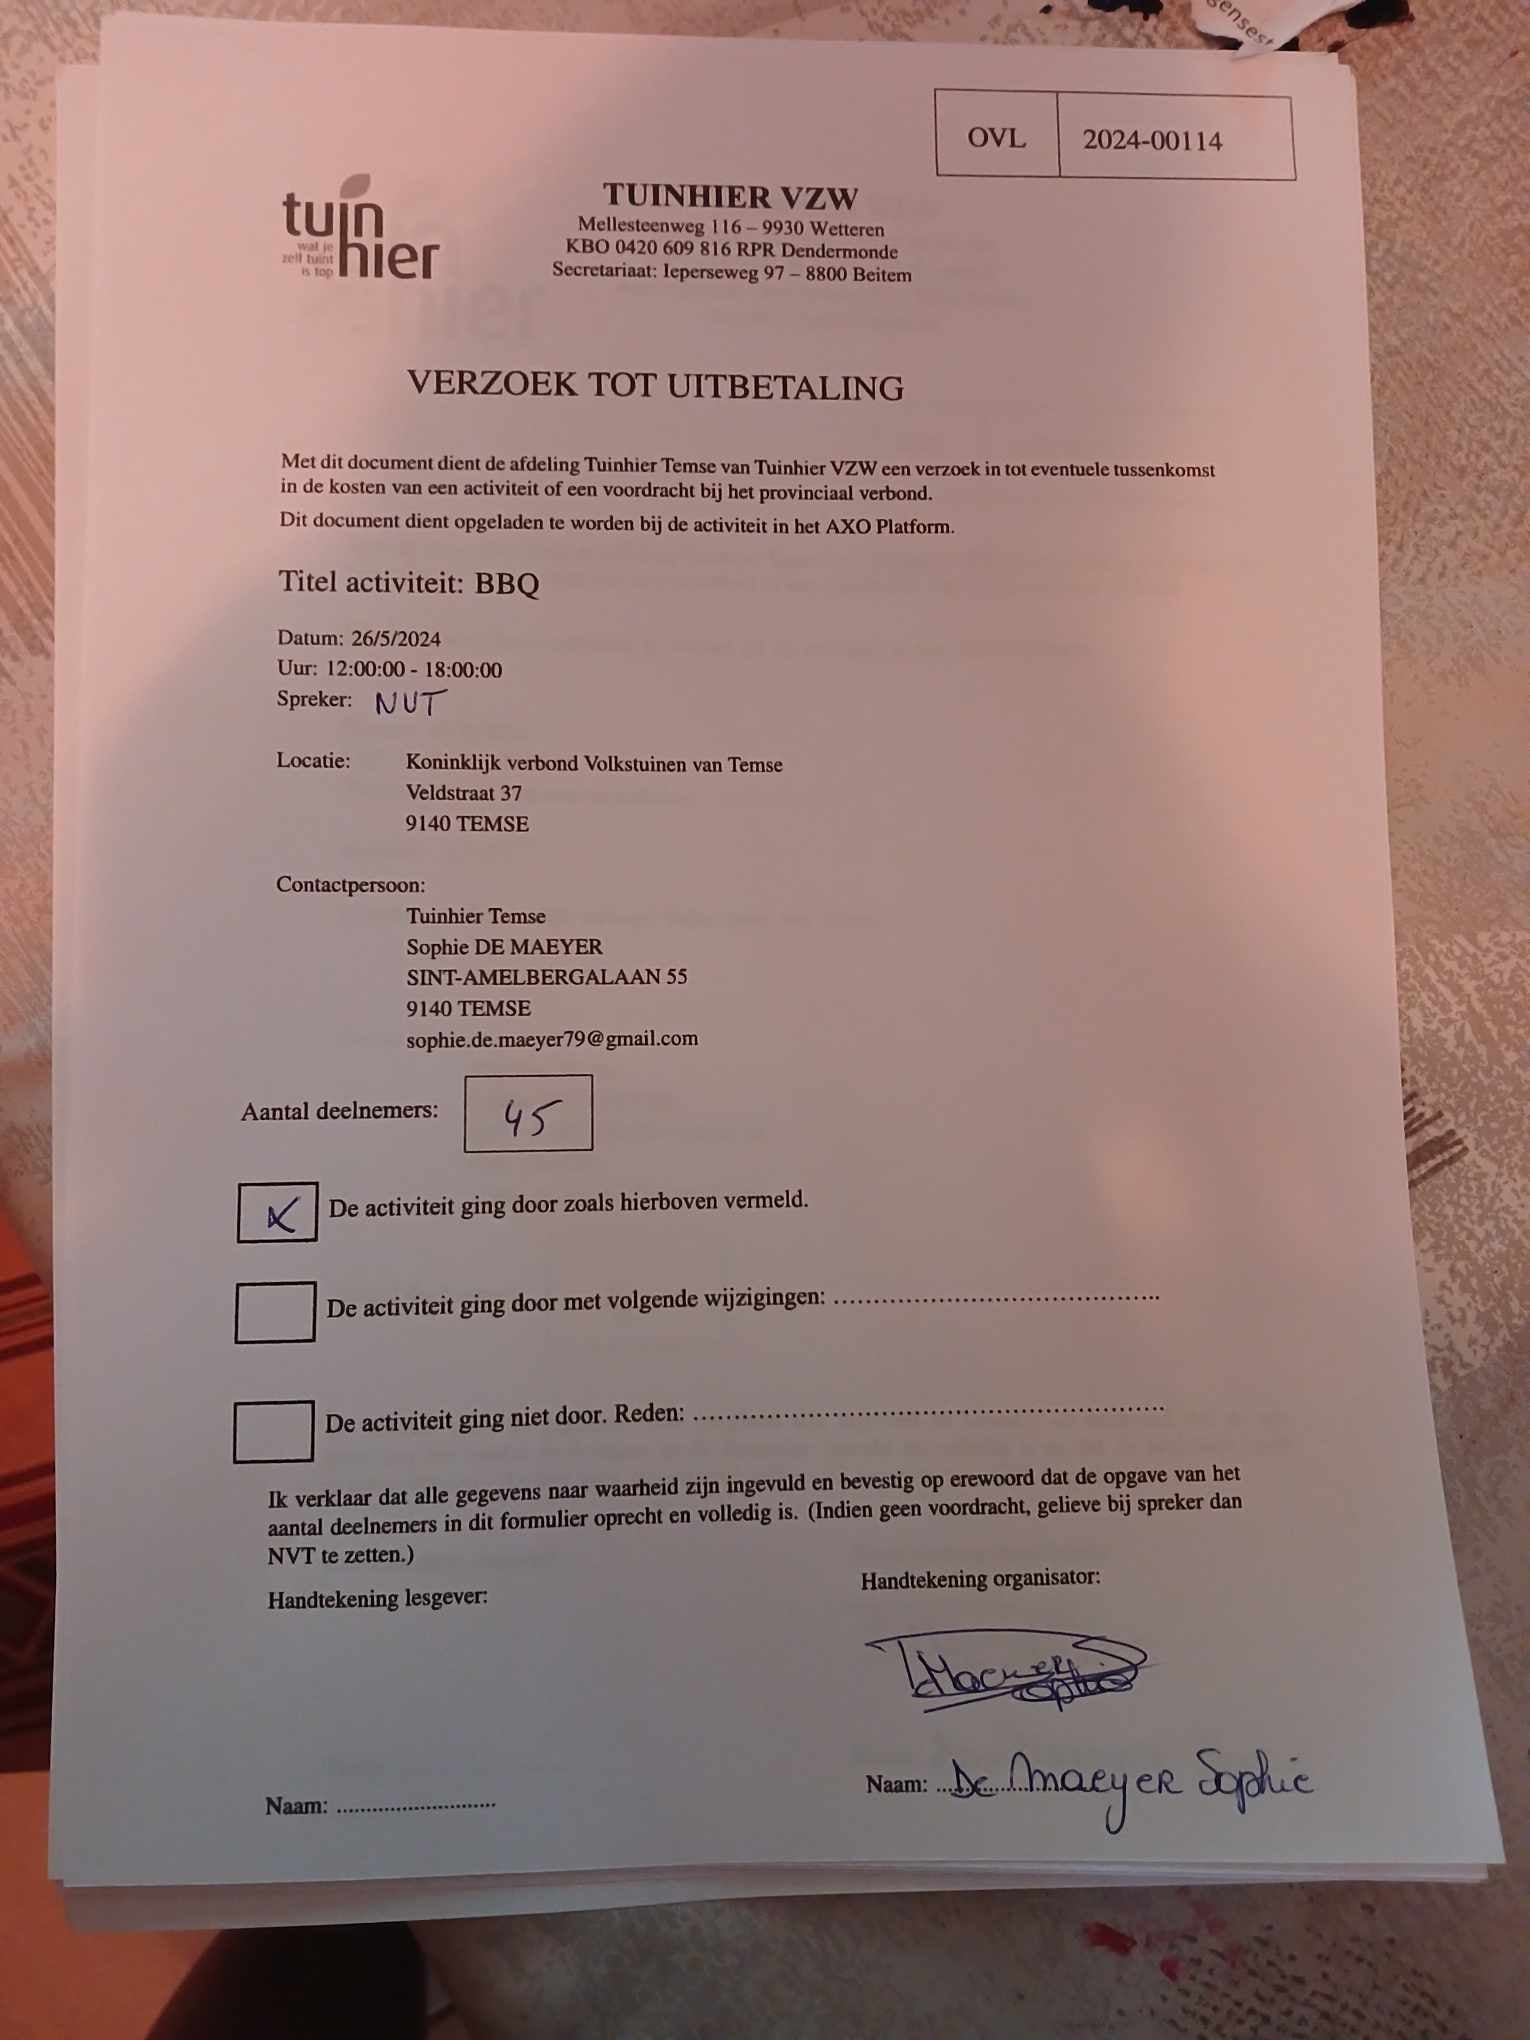 sensest
OVL 2024-00114
tuin
wat je
zelf tuint
is top
hier
TUINHIER VZW
Mellesteenweg 116 – 9930 Wetteren
KBO 0420 609 816 RPR Dendermonde
Secretariaat: Ieperseweg 97 – 8800 Beitem
VERZOEK TOT UITBETALING
Met dit document dient de afdeling Tuinhier Temse van Tuinhier VZW een verzoek in tot eventuele tussenkomst
in de kosten van een activiteit of een voordracht bij het provinciaal verbond.
Dit document dient opgeladen te worden bij de activiteit in het AXO Platform.
Titel activiteit: BBQ
Datum: 26/5/2024
Uur: 12:00:00 - 18:00:00
Spreker: NVT
Locatie: Koninklijk verbond Volkstuinen van Temse
Veldstraat 37
9140 TEMSE
Contactpersoon:
Tuinhier Temse
Sophie DE MAEYER
SINT-AMELBERGALAAN 55
9140 TEMSE
sophie.de.maeyer79@gmail.com
Aantal deelnemers: 45
X De activiteit ging door zoals hierboven vermeld.
De activiteit ging door met volgende wijzigingen: ..........................................
De activiteit ging niet door. Reden: ............................................................
Ik verklaar dat alle gegevens naar waarheid zijn ingevuld en bevestig op erewoord dat de opgave van het
aantal deelnemers in dit formulier oprecht en volledig is. (Indien geen voordracht, gelieve bij spreker dan
NVT te zetten.)
Handtekening lesgever: Handtekening organisator:
Naam: ............................ Naam: ..... De Maeyer Sophie